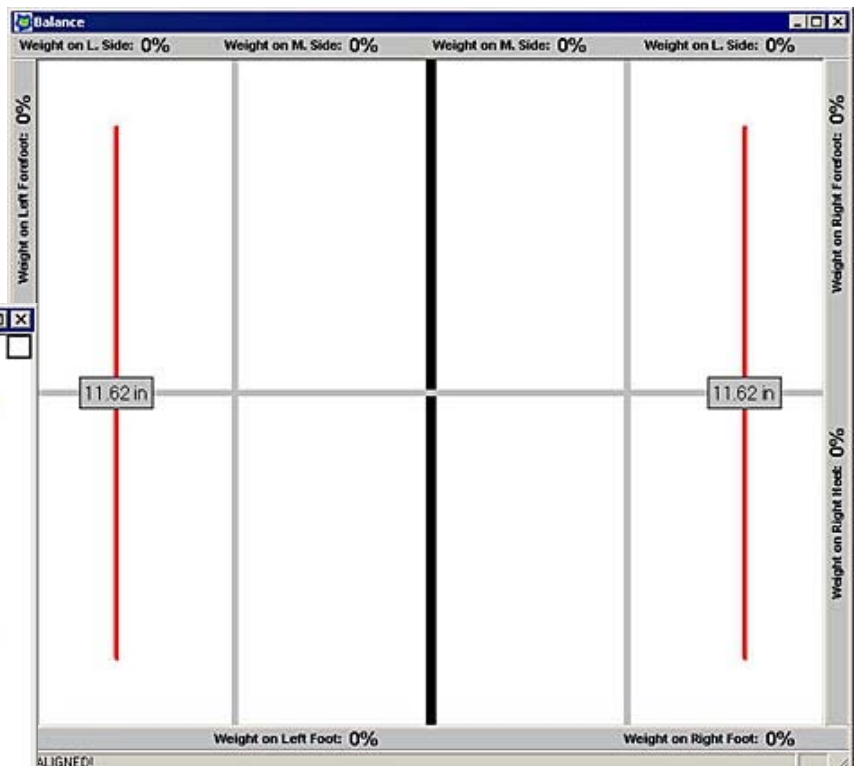 Balance
Weight on L. Side: 0% Weight on M. Side: 0% Weight on M. Side: 0% Weight on L. Side: 0%
Weight on Left Forefoot: 0%
Weight on Right Forefoot: 0%
11.62 in
11.62 in
Weight on Right Heel: 0%
Weight on Left Foot: 0%
Weight on Right Foot: 0%
ALIGNED!